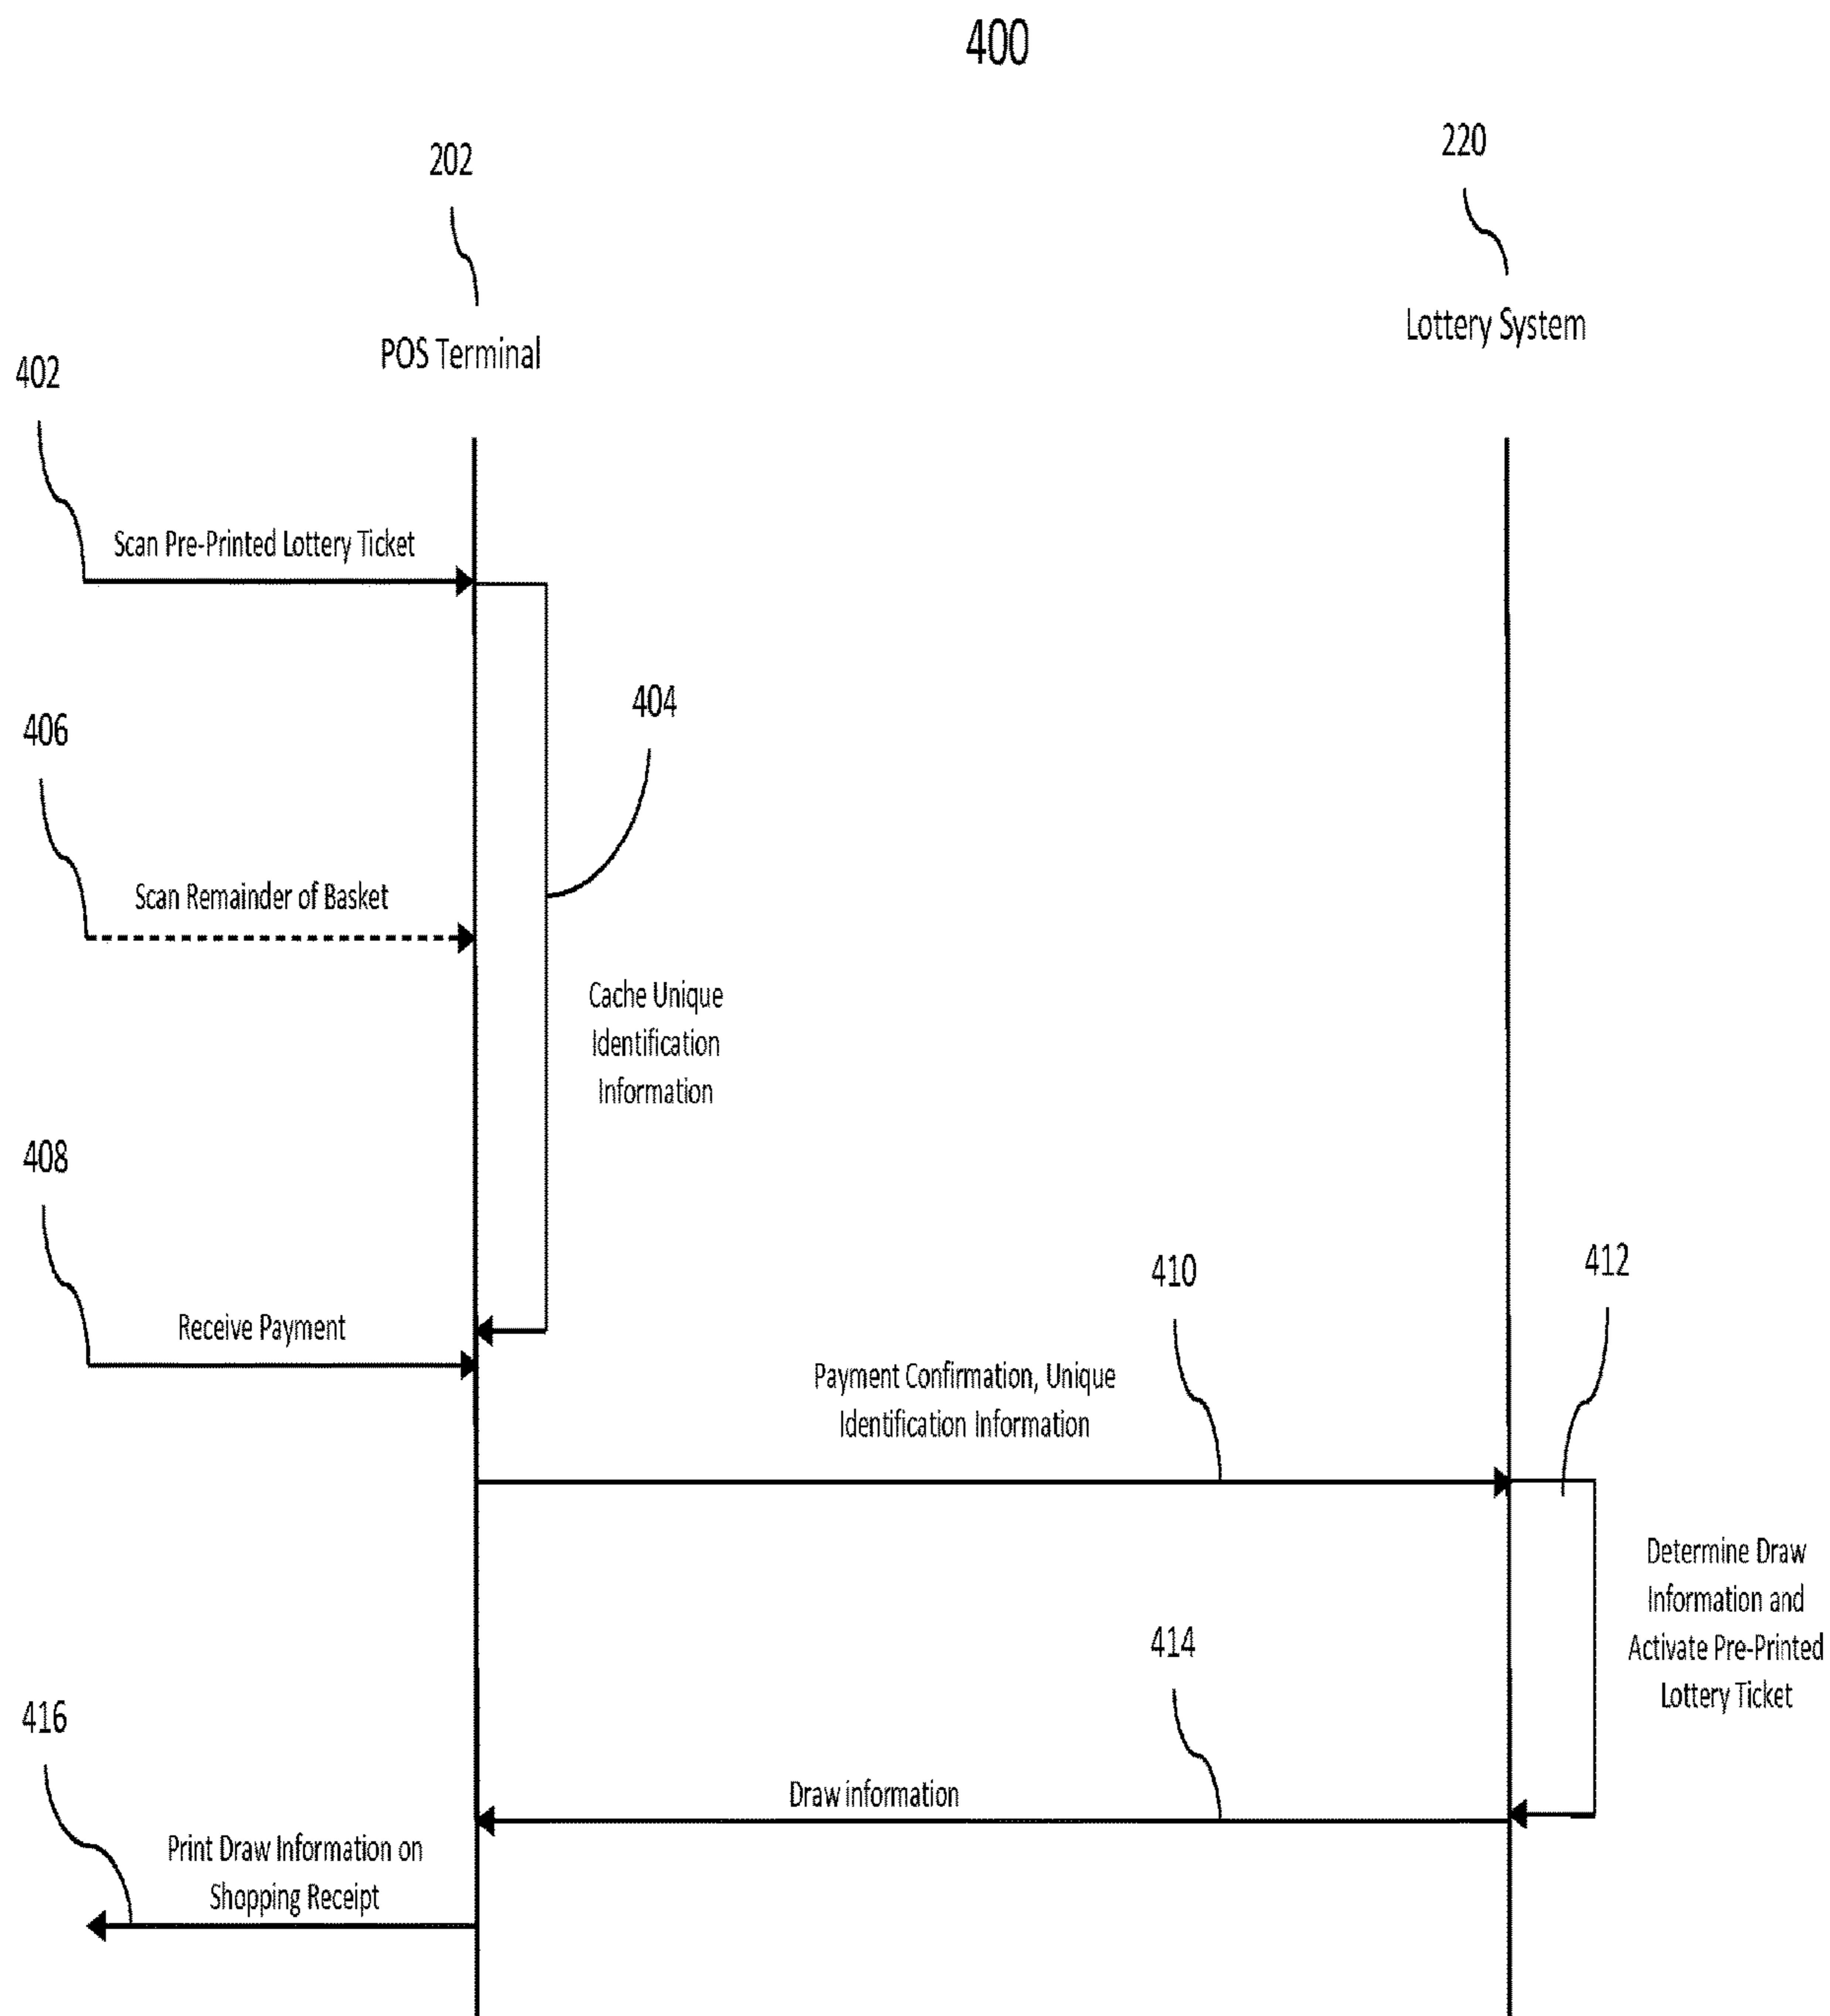 400
202
220
POS Terminal
Lottery System
402
Scan Pre-Printed Lottery Ticket
404
406
Scan Remainder of Basket
Cache Unique
Identification
Information
408
Receive Payment
410
412
Payment Confirmation, Unique
Identification Information
Determine Draw
Information and
Activate Pre-Printed
Lottery Ticket
414
Draw information
416
Print Draw Information on
Shopping Receipt